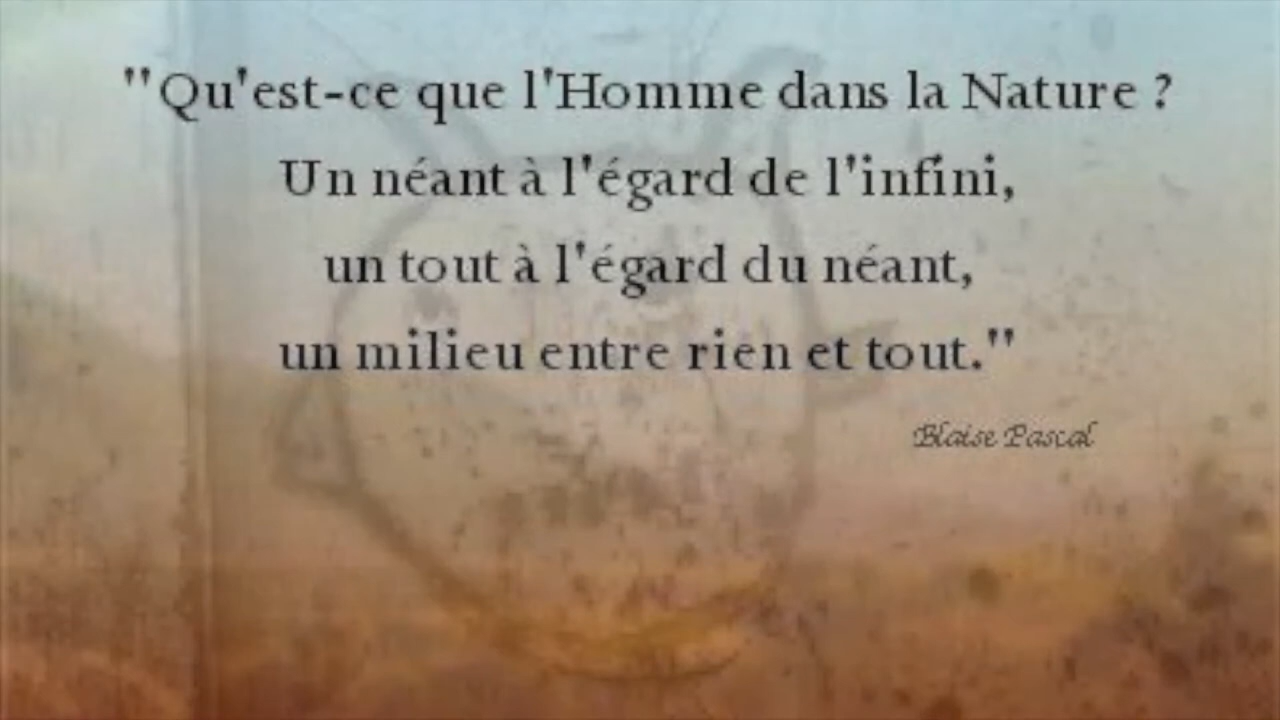 "Qu'est-ce que l'Homme dans la Nature ?
Un néant à l'égard de l'infini,
un tout à l'égard du néant,
un milieu entre rien et tout."
Blaise Pascal